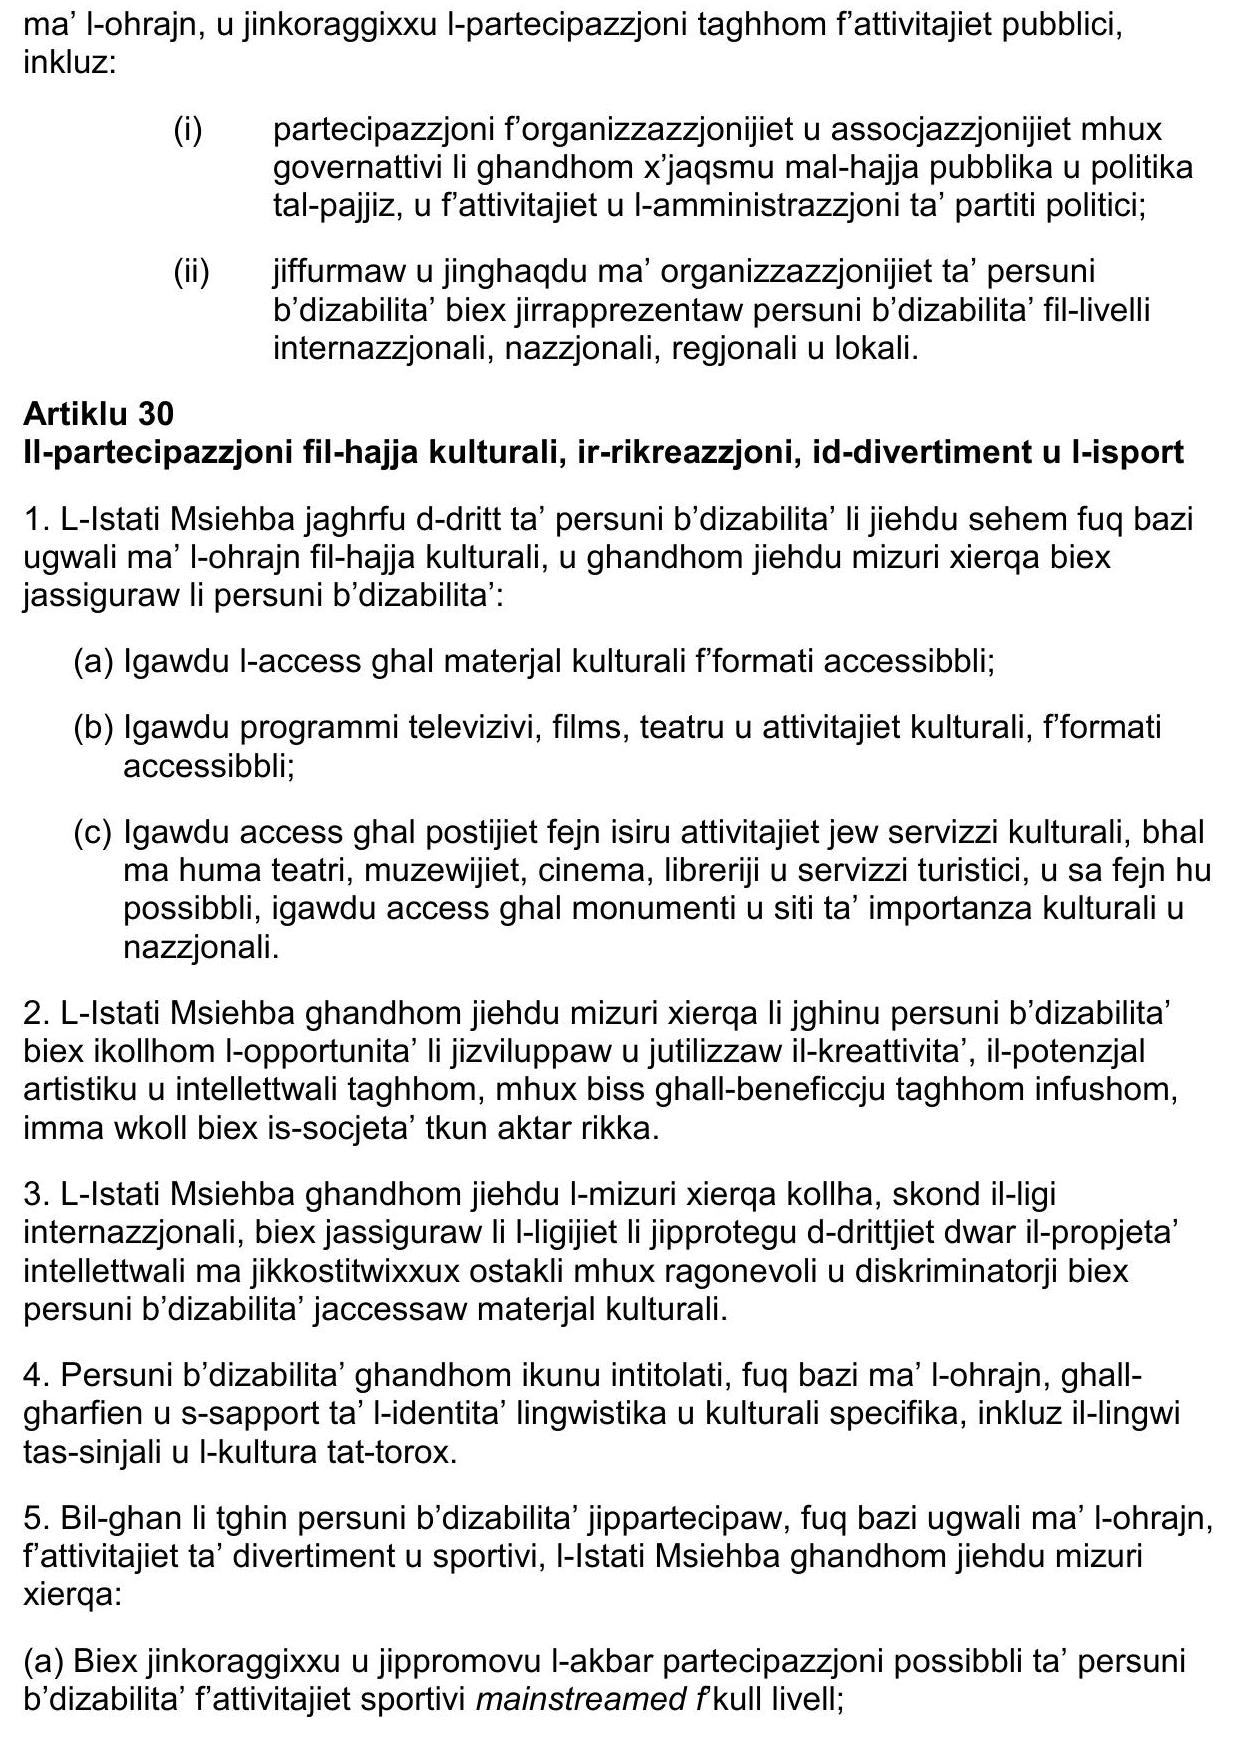 ma’ l-ohrajn, u jinkoraggixxu l-partecipazzjoni taghhom f’attivitajiet pubblici,
inkluz:
(i) partecipazzjoni f’organizzazzjonijiet u assocjazzjonijiet mhux
governattivi li ghandhom x’jaqsmu mal-hajja pubblika u politika
tal-pajjiz, u f’attivitajiet u l-amministrazzjoni ta’ partiti politici;
(ii) jiffurmaw u jinghaqdu ma’ organizzazzjonijiet ta’ persuni
b’dizabilita’ biex jirrapprezentaw persuni b’dizabilita’ fil-livelli
internazzjonali, nazzjonali, regjonali u lokali.
Artiklu 30
Il-partecipazzjoni fil-hajja kulturali, ir-rikreazzjoni, id-divertiment u l-isport
1. L-Istati Msiehba jaghrfu d-dritt ta’ persuni b’dizabilita’ li jiehdu sehem fuq bazi
ugwali ma’ l-ohrajn fil-hajja kulturali, u ghandhom jiehdu mizuri xierqa biex
jassiguraw li persuni b’dizabilita’:
(a) Igawdu l-access ghal materjal kulturali f’formati accessibbli;
(b) Igawdu programmi televizivi, films, teatru u attivitajiet kulturali, f’formati
accessibbli;
(c) Igawdu access ghal postijiet fejn isiru attivitajiet jew servizzi kulturali, bhal
ma huma teatri, muzewijiet, cinema, libreriji u servizzi turistici, u sa fejn hu
possibbli, igawdu access ghal monumenti u siti ta’ importanza kulturali u
nazzjonali.
2. L-Istati Msiehba ghandhom jiehdu mizuri xierqa li jghinu persuni b’dizabilita’
biex ikollhom l-opportunita’ li jizviluppaw u jutilizzaw il-kreattivita’, il-potenzjal
artistiku u intellettwali taghhom, mhux biss ghall-beneficcju taghhom infushom,
imma wkoll biex is-socjeta’ tkun aktar rikka.
3. L-Istati Msiehba ghandhom jiehdu l-mizuri xierqa kollha, skond il-ligi
internazzjonali, biex jassiguraw li l-ligijiet li jipprotegu d-drittjiet dwar il-propjeta’
intellettwali ma jikkostitwixxux ostakli mhux ragonevoli u diskriminatorji biex
persuni b’dizabilita’ jaccessaw materjal kulturali.
4. Persuni b’dizabilita’ ghandhom ikunu intitolati, fuq bazi ma’ l-ohrajn, ghall-
gharfien u s-sapport ta’ l-identita’ lingwistika u kulturali specifika, inkluz il-lingwi
tas-sinjali u l-kultura tat-torox.
5. Bil-ghan li tghin persuni b’dizabilita’ jippartecipaw, fuq bazi ugwali ma’ l-ohrajn,
f’attivitajiet ta’ divertiment u sportivi, l-Istati Msiehba ghandhom jiehdu mizuri
xierqa:
(a) Biex jinkoraggixxu u jippromovu l-akbar partecipazzjoni possibbli ta’ persuni
b’dizabilita’ f’attivitajiet sportivi mainstreamed f’kull livell;